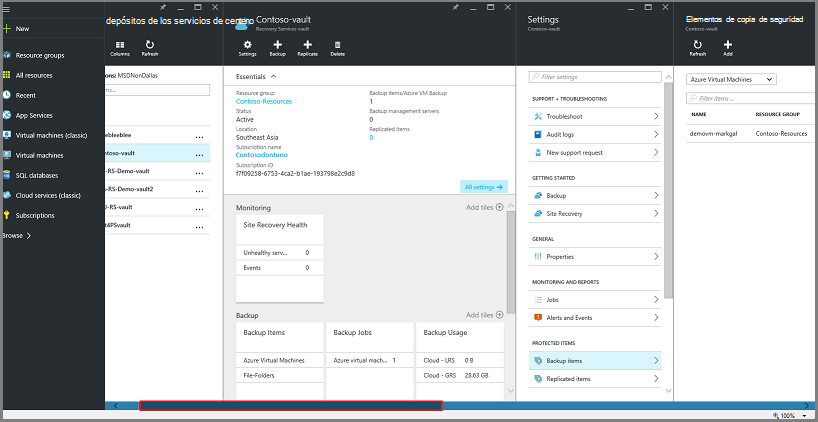 New
Resource groups
All resources
Recent
App Services
Virtual machines (classic)
Virtual machines
SQL databases
Cloud services (classic)
Subscriptions
Browse
depósitos de los servicios de centro
Columns
Refresh
ons: MSDNonDallas
ms...
ebleeblee
ntoso-vault
-RS-Demo-vault
-RS-Demo-vault2
-RS-vault
t4PSvault
Contoso-vault
Recovery Services vault
Settings
Backup
Replicate
Delete
Essentials
Resource group
Contoso-Resources
Status
Active
Location
Southeast Asia
Subscription name
Contosodontuno
Subscription ID
f7f09258-6753-4ca2-b1ae-193798e2c9d8
Backup items/Azure VM Backup
1
Backup management servers
0
Replicated items
0
All settings
Monitoring
Add tiles
Site Recovery Health
Unhealthy serv... 0
Events 0
Backup
Add tiles
Backup Items
Azure Virtual Machines
File-Folders
Backup Jobs
Azure virtual mach... 1
Backup Usage
Cloud - LRS 0 B
Cloud - GRS 28.63 GB
Settings
Contoso-vault
Filter settings
SUPPORT + TROUBLESHOOTING
Troubleshoot
Audit logs
New support request
GETTING STARTED
Backup
Site Recovery
GENERAL
Properties
MONITORING AND REPORTS
Jobs
Alerts and Events
PROTECTED ITEMS
Backup items
Replicated items
Elementos de copia de seguridad
Contoso-vault
Refresh
Add
Azure Virtual Machines
Filter items ...
NAME RESOURCE GROUP
demovm-markgal Contoso-Resources
100%